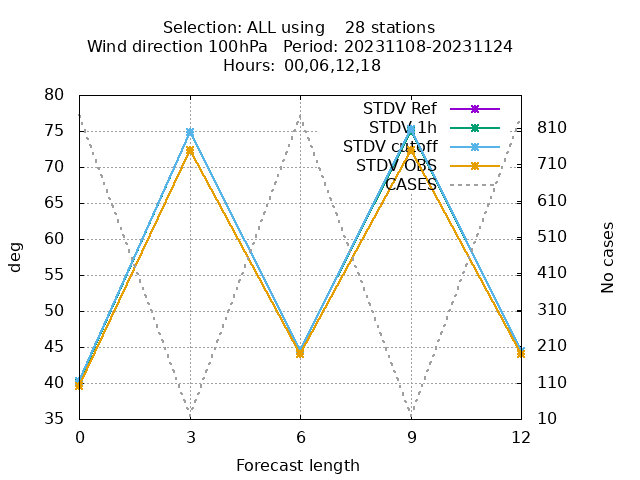 Selection: ALL using    28 stations
Wind direction 100hPa   Period: 20231108-20231124
Hours: 00,06,12,18
80
75
70
65
60
55
50
45
40
35
deg
STDV Ref
STDV 1h
STDV cutoff
STDV OBS
CASES
810
710
610
510
410
310
210
110
10
No cases
0 3 6 9 12
Forecast length